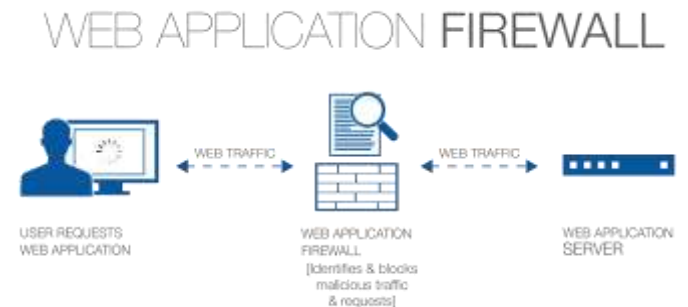 WEB APPLICATION FIREWALL
WEB TRAFFIC
WEB TRAFFIC
USER REQUESTS
WEB APPLICATION
WEB APPLICATION
FIREWALL
[Identifies & blocks
malicious traffic
& requests]
WEB APPLICATION
SERVER